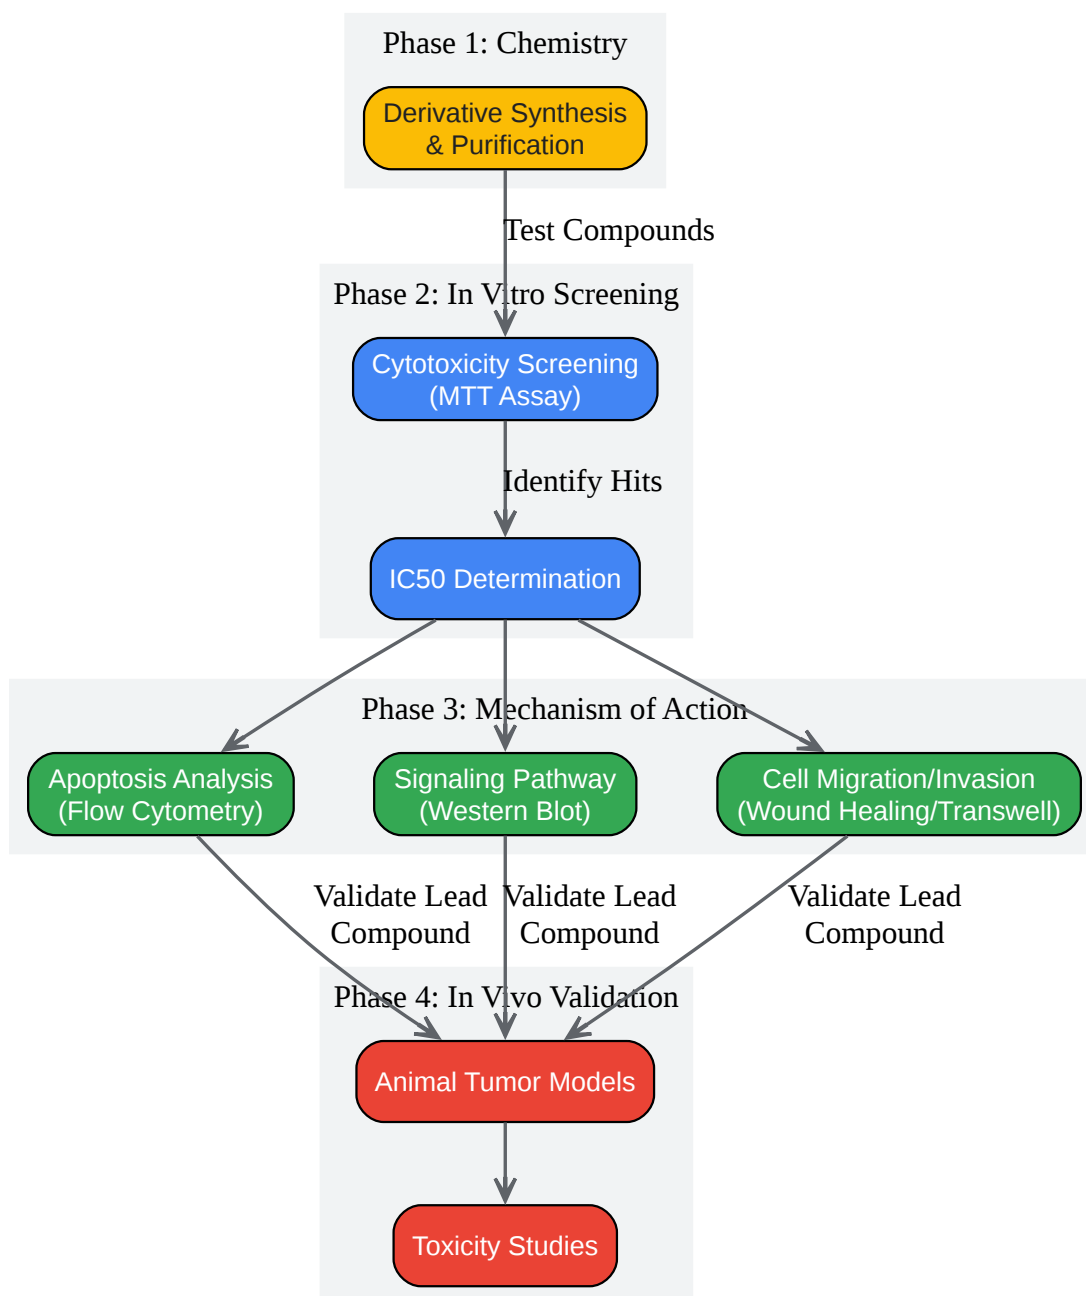 Phase 1: Chemistry
Derivative Synthesis
& Purification
Test Compounds
Phase 2: In Vitro Screening
Cytotoxicity Screening
(MTT Assay)
Identify Hits
IC50 Determination
Phase 3: Mechanism of Action
Apoptosis Analysis
(Flow Cytometry)
Signaling Pathway
(Western Blot)
Cell Migration/Invasion
(Wound Healing/Transwell)
Validate Lead
Compound
Validate Lead
Compound
Validate Lead
Compound
Phase 4: In Vivo Validation
Animal Tumor Models
Toxicity Studies